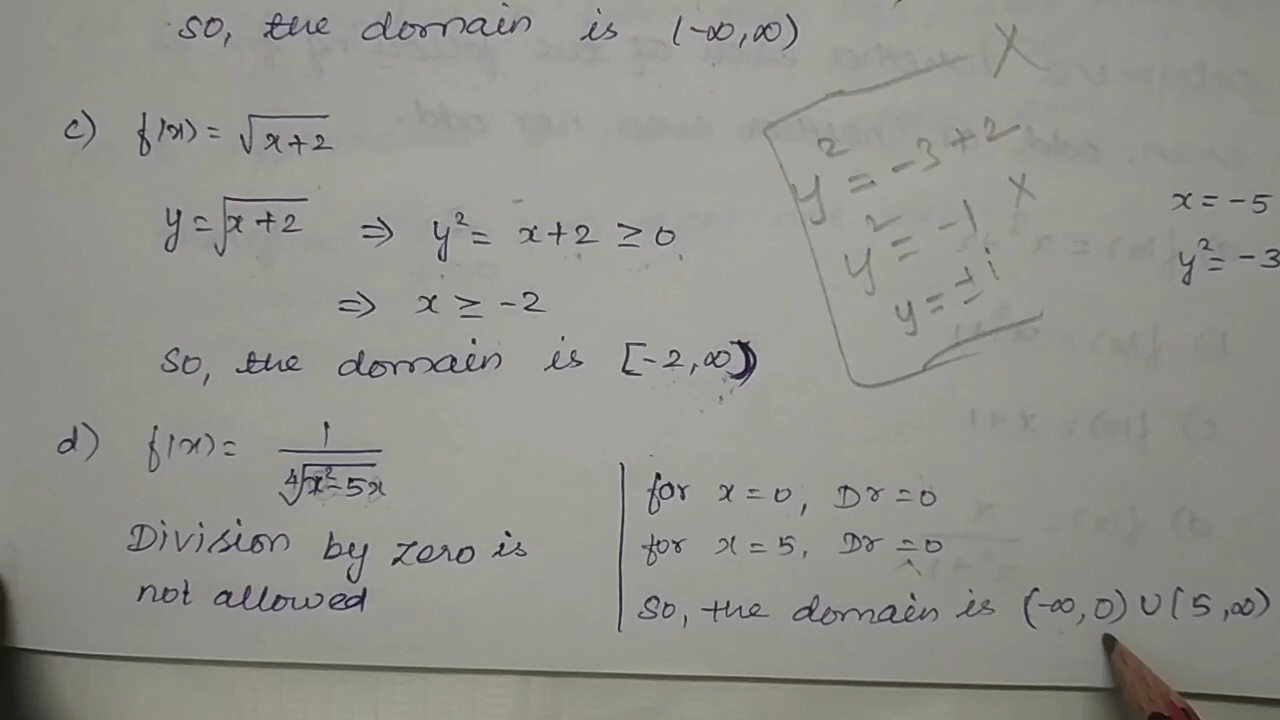 so, the domain is (-∞,∞)
c) f(x) = √x+2
y = √x+2 ⇒ y² = x+2 ≥ 0
⇒ x ≥ -2
so, the domain is [-2,∞)
X
y² = -3+2
y² = -1 x
y = ±i
x = -5
y² = -3
d) f(x) = 1/∜x²-5x
Division by zero is
not allowed
for x=0, Dr=0
for x=5, Dr=0
so, the domain is (-∞,0)∪(5,∞)